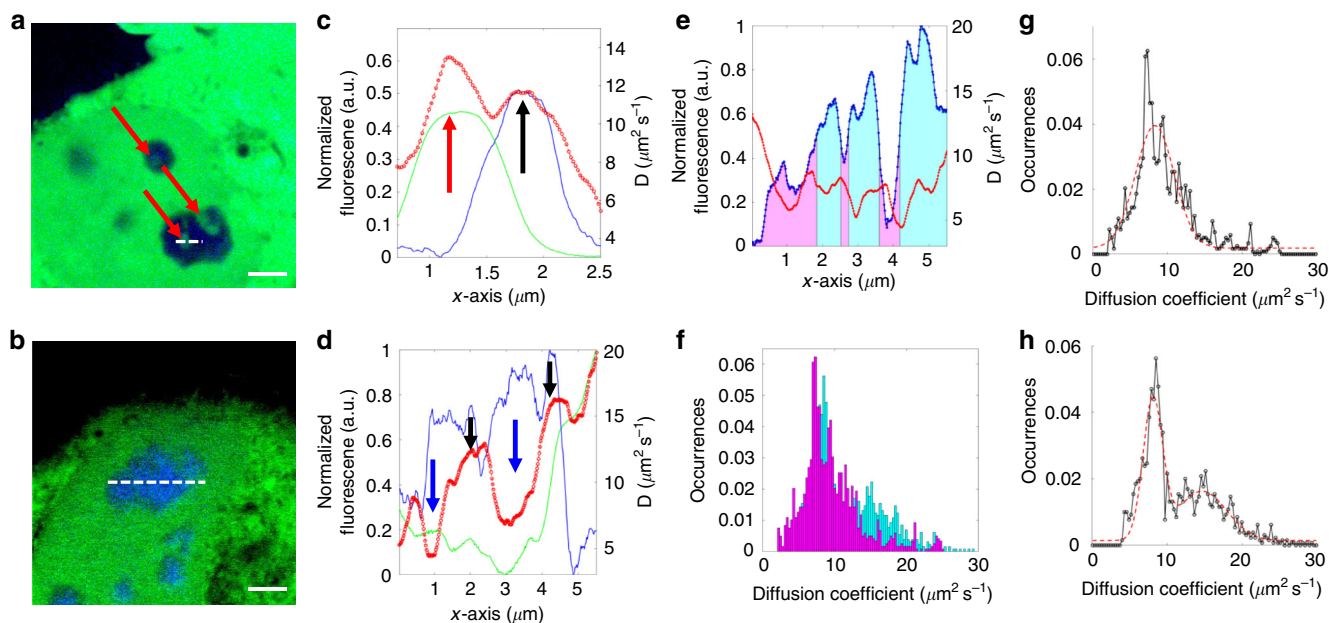 a
b
c
Normalized
fluorescene (a.u.)
0.6
0.5
0.4
0.3
0.2
0.1
0
14
12
10
8
6
4
D (μm² s⁻¹)
1
1.5
2
2.5
x-axis (μm)
d
Normalized
fluorescene (a.u.)
1
0.8
0.6
0.4
0.2
0
20
15
10
5
D (μm² s⁻¹)
1
2
3
4
5
x-axis (μm)
e
Normalized
fluorescence (a.u.)
1
0.8
0.6
0.4
0.2
0
20
15
10
5
D (μm² s⁻¹)
1
2
3
4
5
x-axis (μm)
f
Occurrences
0.06
0.05
0.04
0.03
0.02
0.01
0
0
10
20
30
Diffusion coefficient (μm² s⁻¹)
g
Occurrences
0.06
0.04
0.02
0
0
10
20
30
Diffusion coefficient (μm² s⁻¹)
h
Occurrences
0.06
0.05
0.04
0.03
0.02
0.01
0
0
10
20
30
Diffusion coefficient (μm² s⁻¹)